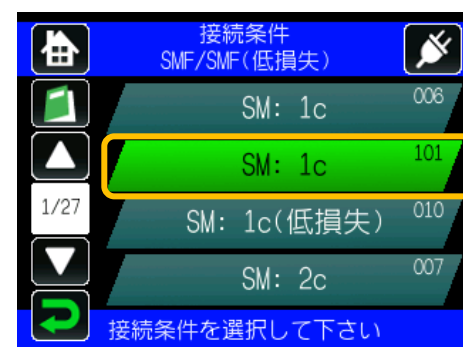 接続条件
SMF/SMF(低損失)
SM: 1c 006
SM: 1c 101
1/27
SM: 1c(低損失) 010
SM: 2c 007
接続条件を選択して下さい